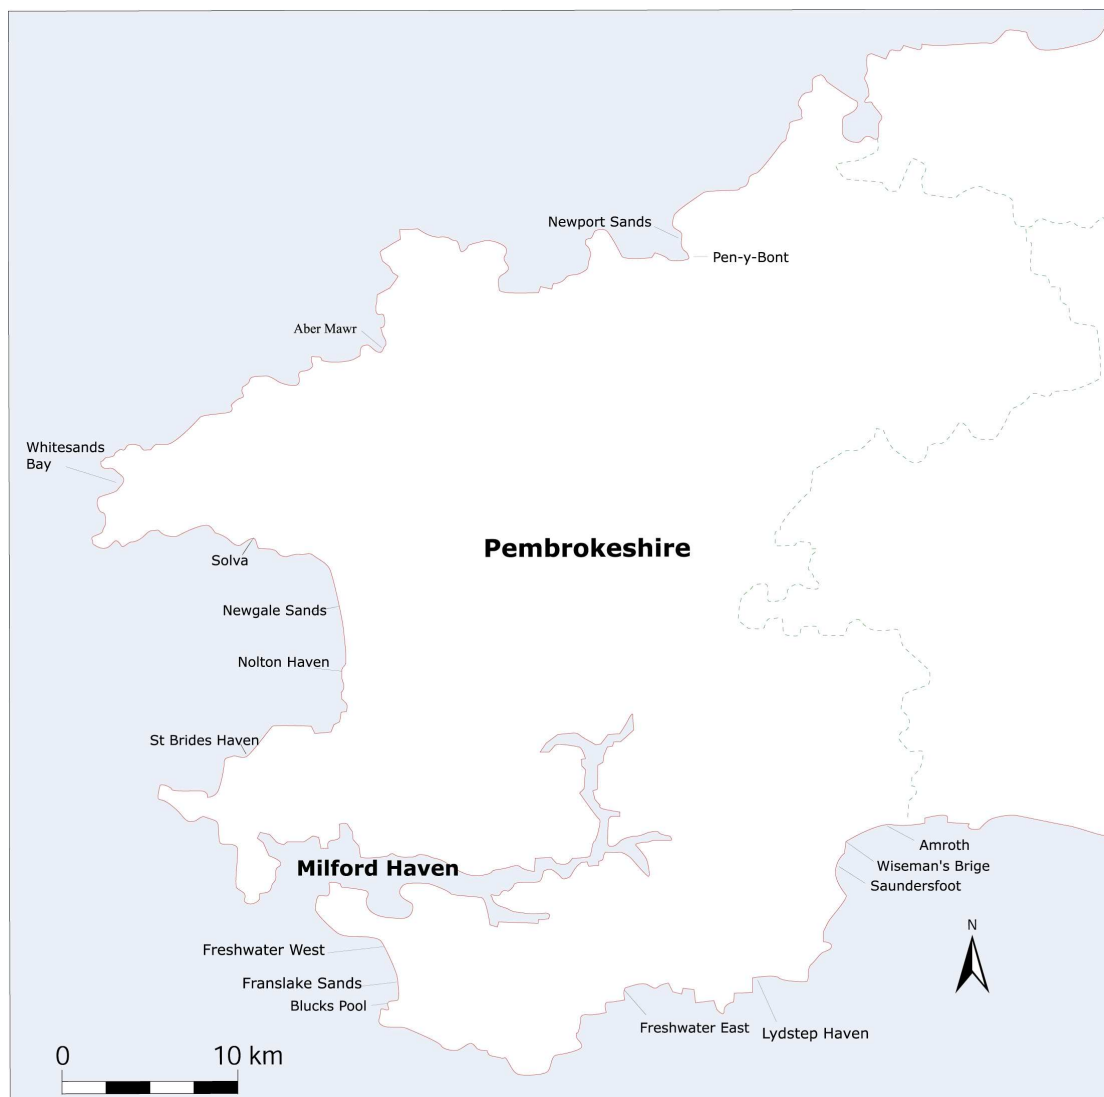 Newport Sands
Pen-y-Bont
Aber Mawr
Whitesands
Bay
Pembrokeshire
Solva
Newgale Sands
Nolton Haven
St Brides Haven
Amroth
Milford Haven
Wiseman's Brige
Saundersfoot
N
Freshwater West
Franslake Sands
Blucks Pool
Freshwater East
Lydstep Haven
0
10 km